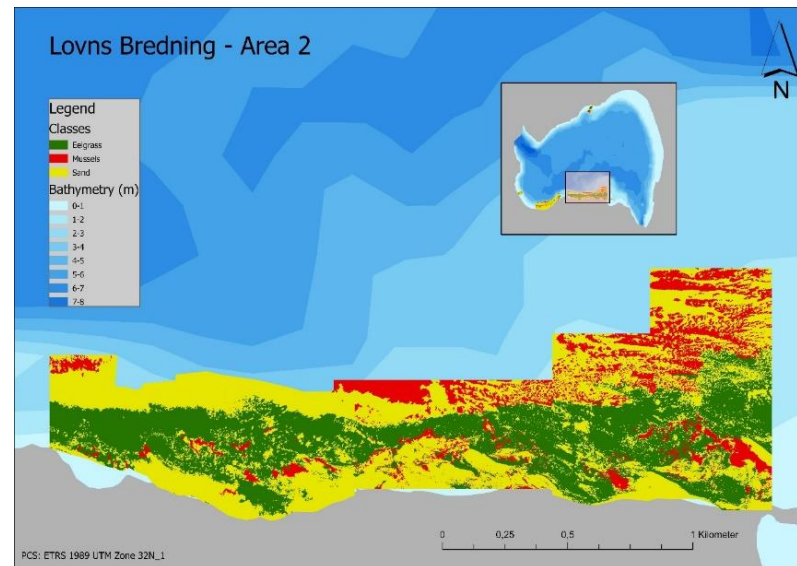 Lovns Bredning - Area 2
N
Legend
Classes
Eelgrass
Mussels
Sand
Bathymetry (m)
0-1
1-2
2-3
3-4
4-5
5-6
6-7
7-8
0 0,25 0,5 1 Kilometer
PCS: ETRS 1989 UTM Zone 32N_1